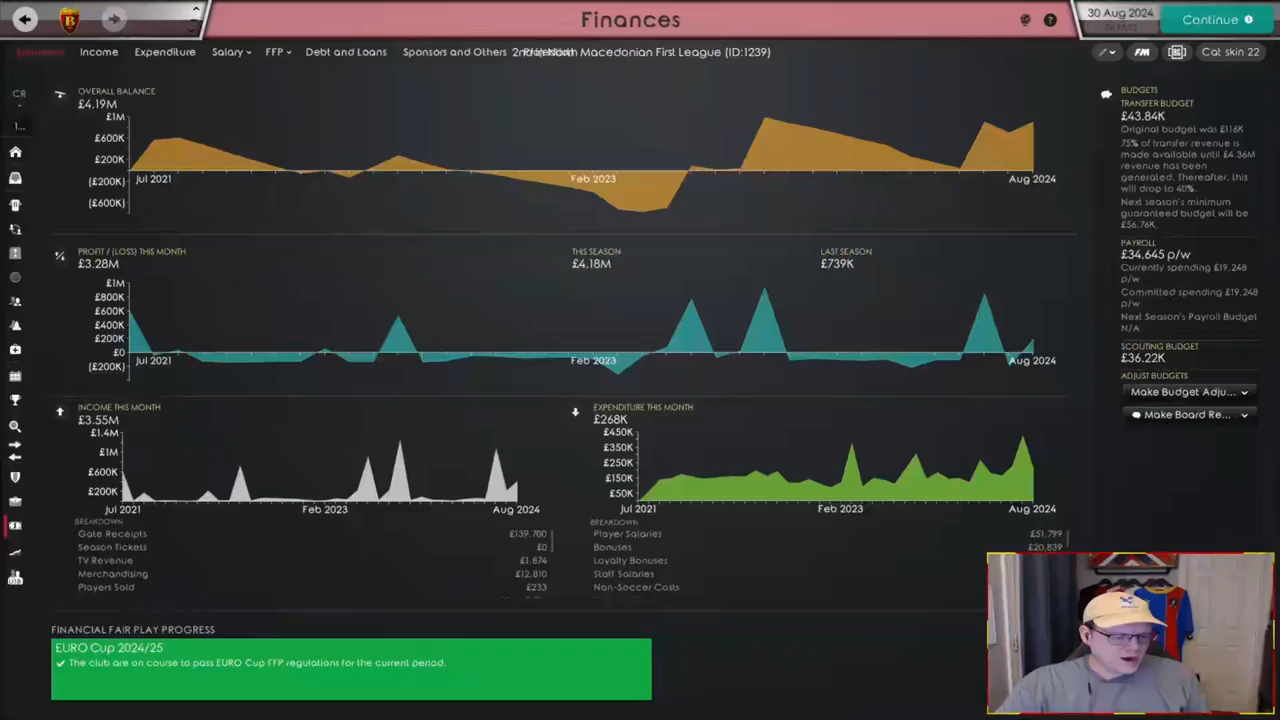 Finances
30 Aug 2024
Continue
Income Expenditure Salary FFP Debt and Loans Sponsors and Others North Macedonian First League (ID:1239)
FM
Cat skin 22
CR
1...
OVERALL BALANCE
£4.19M
£1M
£600K
£200K
(£200K)
(£600K)
Jul 2021
Feb 2023
Aug 2024
PROFIT / (LOSS) THIS MONTH
£3.28M
THIS SEASON
£4.18M
LAST SEASON
£739K
£1M
£800K
£600K
£400K
£200K
£0
(£200K)
Jul 2021
Feb 2023
Aug 2024
INCOME THIS MONTH
£3.55M
£1.4M
£1M
£600K
£200K
Jul 2021
Feb 2023
Aug 2024
BREAKDOWN
Gate Receipts £139,700
Season Tickets £0
TV Revenue £1,874
Merchandising £12,810
Players Sold £233
EXPENDITURE THIS MONTH
£268K
£450K
£350K
£250K
£150K
£50K
Jul 2021
Feb 2023
Aug 2024
BREAKDOWN
Player Salaries £51,799
Bonuses £20,839
Loyalty Bonuses
Staff Salaries
Non-Soccer Costs
BUDGETS
TRANSFER BUDGET
£43.84K
Original budget was £116K
75% of transfer revenue is
made available until £4.36M
revenue has been
generated. Thereafter, this
will drop to 40%.
Next season's minimum
guaranteed budget will be
£56.76K.
PAYROLL
£34,645 p/w
Currently spending £19,248
p/w
Committed spending £19,248
p/w
Next Season's Payroll Budget
N/A
SCOUTING BUDGET
£36.22K
ADJUST BUDGETS
Make Budget Adju...
Make Board Re...
FINANCIAL FAIR PLAY PROGRESS
EURO Cup 2024/25
The club are on course to pass EURO Cup FFP regulations for the current period.